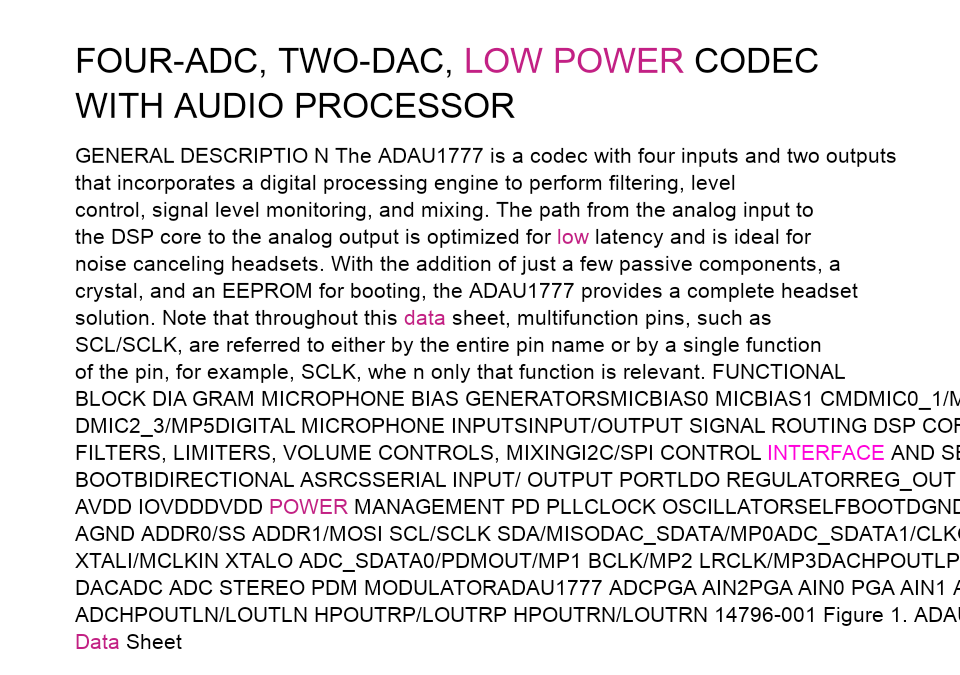 FOUR-ADC, TWO-DAC, LOW POWER CODEC
WITH AUDIO PROCESSOR
GENERAL DESCRIPTIO N The ADAU1777 is a codec with four inputs and two outputs
that incorporates a digital processing engine to perform filtering, level
control, signal level monitoring, and mixing. The path from the analog input to
the DSP core to the analog output is optimized for low latency and is ideal for
noise canceling headsets. With the addition of just a few passive components, a
crystal, and an EEPROM for booting, the ADAU1777 provides a complete headset
solution. Note that throughout this data sheet, multifunction pins, such as
SCL/SCLK, are referred to either by the entire pin name or by a single function
of the pin, for example, SCLK, whe n only that function is relevant. FUNCTIONAL
BLOCK DIA GRAM MICROPHONE BIAS GENERATORSMICBIAS0 MICBIAS1 CMDMIC0_1/M
DMIC2_3/MP5DIGITAL MICROPHONE INPUTSINPUT/OUTPUT SIGNAL ROUTING DSP COR
FILTERS, LIMITERS, VOLUME CONTROLS, MIXINGI2C/SPI CONTROL INTERFACE AND SE
BOOTBIDIRECTIONAL ASRCSSERIAL INPUT/ OUTPUT PORTLDO REGULATORREG_OUT
AVDD IOVDDDVDD POWER MANAGEMENT PD PLLCLOCK OSCILLATORSELFBOOTDGND
AGND ADDR0/SS ADDR1/MOSI SCL/SCLK SDA/MISODAC_SDATA/MP0ADC_SDATA1/CLKO
XTALI/MCLKIN XTALO ADC_SDATA0/PDMOUT/MP1 BCLK/MP2 LRCLK/MP3DACHPOUTLP
DACADC ADC STEREO PDM MODULATORADAU1777 ADCPGA AIN2PGA AIN0 PGA AIN1 A
ADCHPOUTLN/LOUTLN HPOUTRP/LOUTRP HPOUTRN/LOUTRN 14796-001 Figure 1. ADAU
Data Sheet